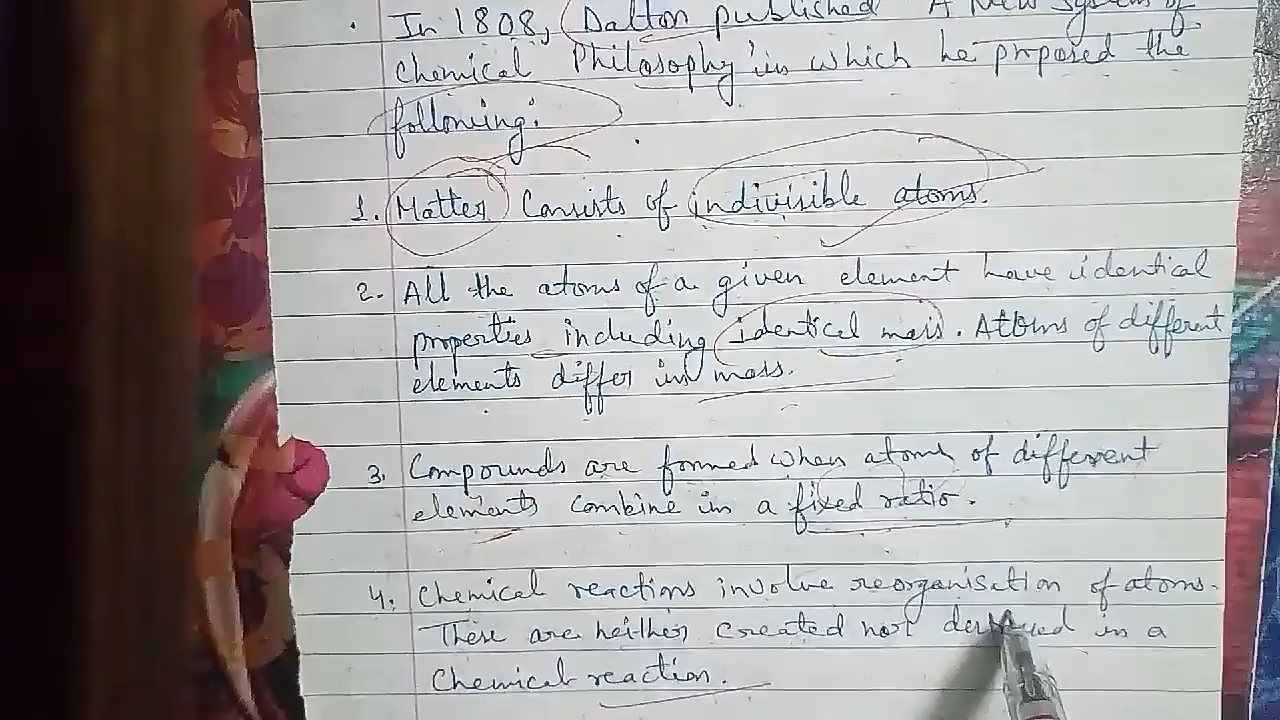 . In 1808, Dalton published 'A New System of
Chemical Philosophy' in which he proposed the
following:
1. Matter Consists of indivisible atoms.
2. All the atoms of a given element have identical
properties including identical mass. Atoms of different
elements differ in mass.
3. Compounds are formed when atoms of different
elements combine in a fixed ratio.
4. Chemical reactions involve reorganisation of atoms.
These are neither created nor in a
Chemical reaction.